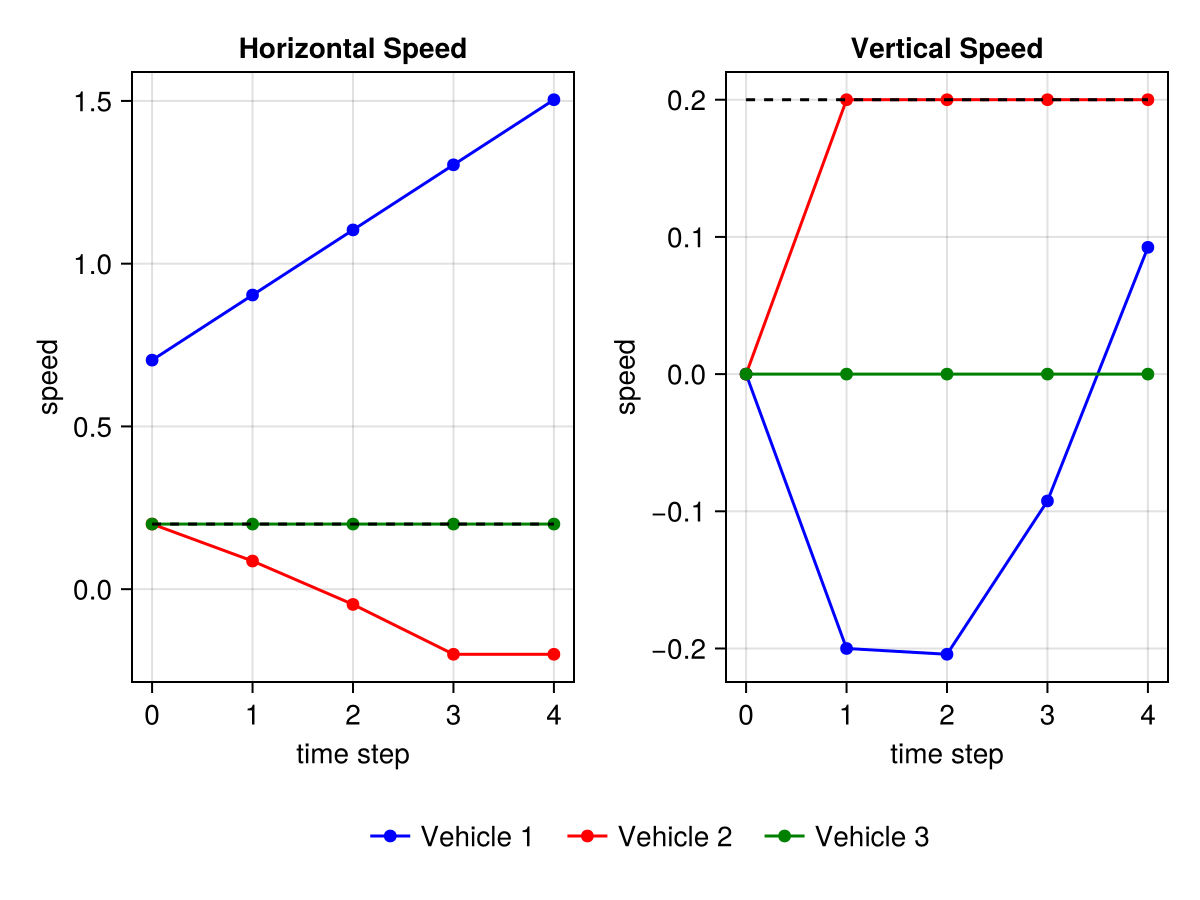 Horizontal Speed
1.5
1.0
0.5
0.0
speed
0 1 2 3 4
time step
Vertical Speed
0.2
0.1
0.0
−0.1
−0.2
speed
0 1 2 3 4
time step
Vehicle 1 Vehicle 2 Vehicle 3